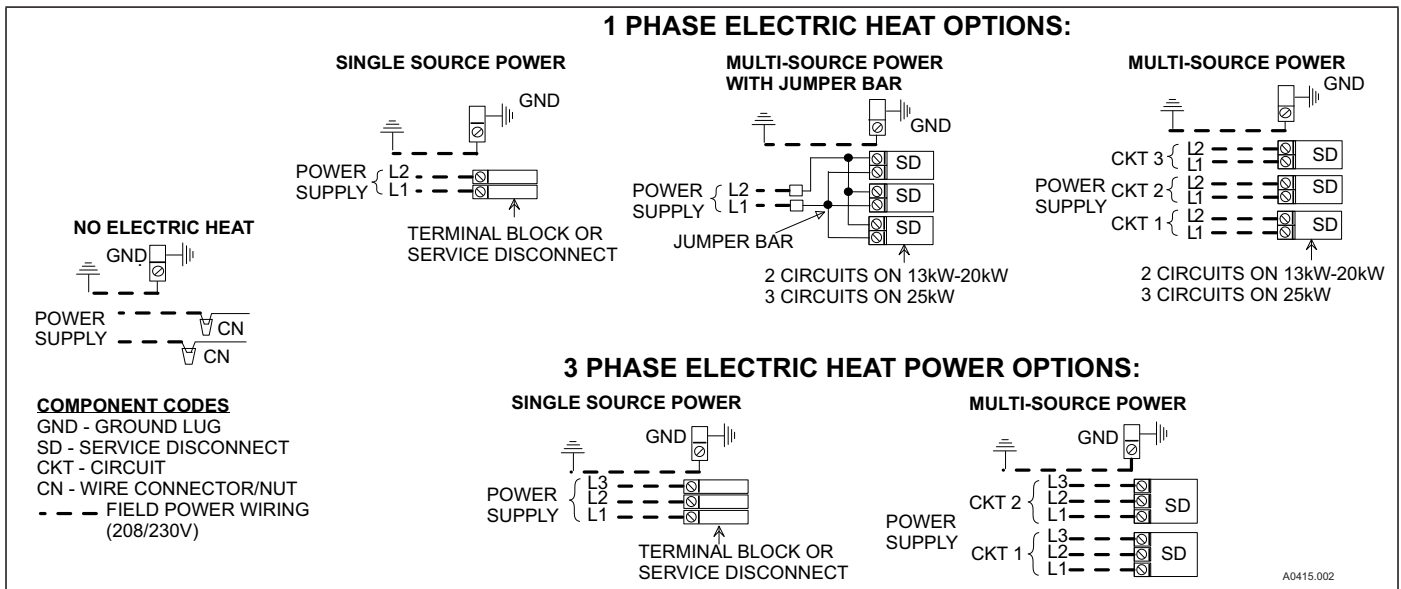 1 PHASE ELECTRIC HEAT OPTIONS:
SINGLE SOURCE POWER
GND
POWER
SUPPLY
L2
L1
TERMINAL BLOCK OR
SERVICE DISCONNECT
MULTI-SOURCE POWER
WITH JUMPER BAR
GND
POWER
SUPPLY
L2
L1
SD
SD
SD
JUMPER BAR
2 CIRCUITS ON 13kW-20kW
3 CIRCUITS ON 25kW
MULTI-SOURCE POWER
GND
POWER
SUPPLY
CKT 3
L2
L1
SD
CKT 2
L2
L1
SD
CKT 1
L2
L1
SD
2 CIRCUITS ON 13kW-20kW
3 CIRCUITS ON 25kW
NO ELECTRIC HEAT
GND
POWER
SUPPLY
CN
CN
COMPONENT CODES
GND - GROUND LUG
SD - SERVICE DISCONNECT
CKT - CIRCUIT
CN - WIRE CONNECTOR/NUT
FIELD POWER WIRING
(208/230V)
3 PHASE ELECTRIC HEAT POWER OPTIONS:
SINGLE SOURCE POWER
GND
POWER
SUPPLY
L3
L2
L1
TERMINAL BLOCK OR
SERVICE DISCONNECT
MULTI-SOURCE POWER
GND
POWER
SUPPLY
CKT 2
L3
L2
L1
SD
CKT 1
L3
L2
L1
SD
A0415.002